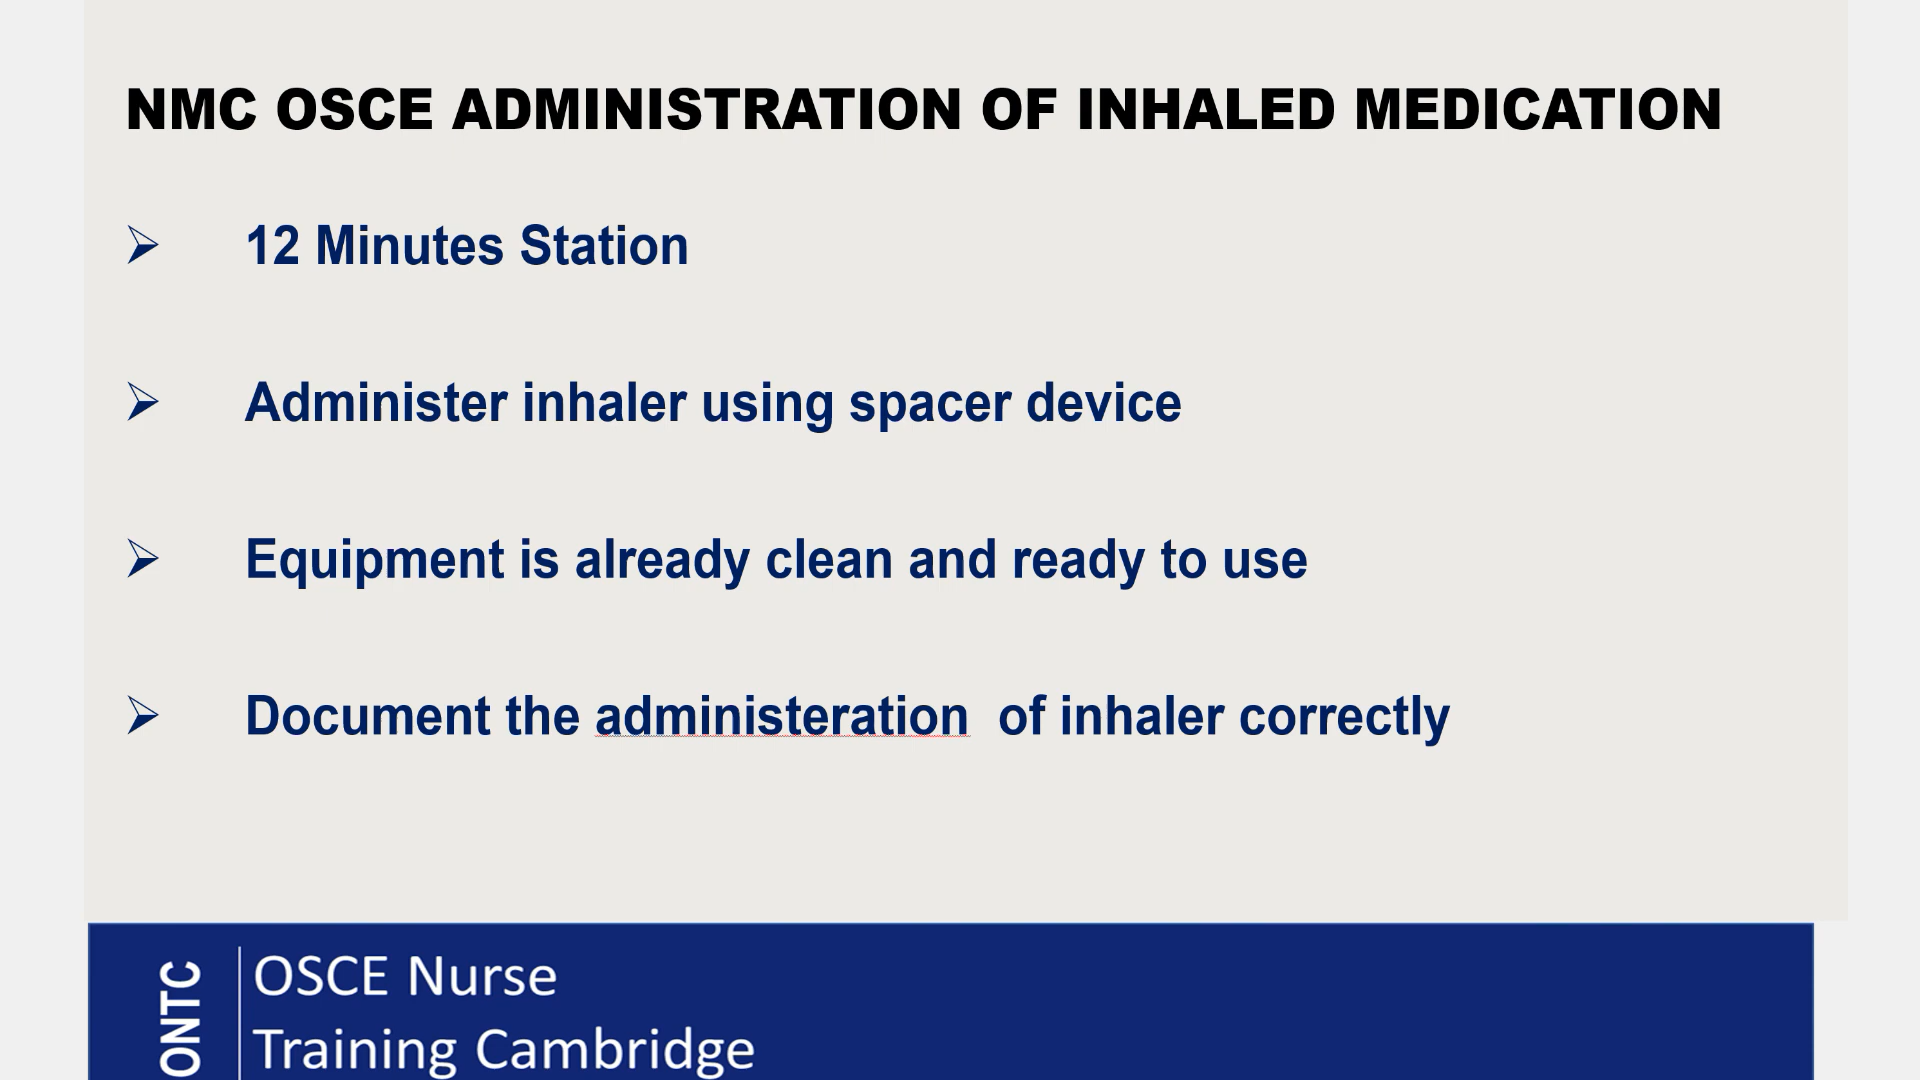 NMC OSCE ADMINISTRATION OF INHALED MEDICATION
12 Minutes Station
Administer inhaler using spacer device
Equipment is already clean and ready to use
Document the administeration of inhaler correctly
ONTC
OSCE Nurse
Training Cambridge